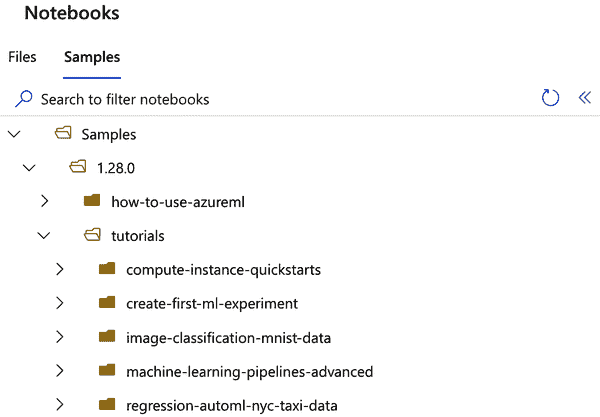 Notebooks
Files Samples
Search to filter notebooks
Samples
1.28.0
how-to-use-azureml
tutorials
compute-instance-quickstarts
create-first-ml-experiment
image-classification-mnist-data
machine-learning-pipelines-advanced
regression-automl-nyc-taxi-data